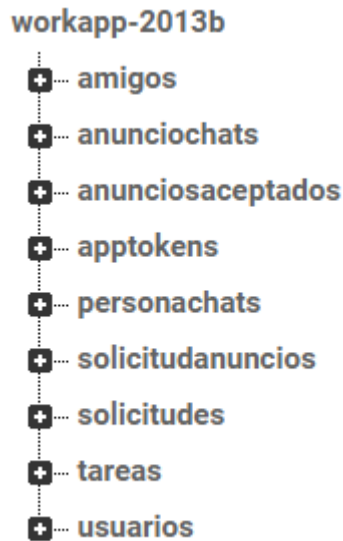 workapp-2013b
amigos
anunciochats
anunciosaceptados
apptokens
personachats
solicitudanuncios
solicitudes
tareas
usuarios